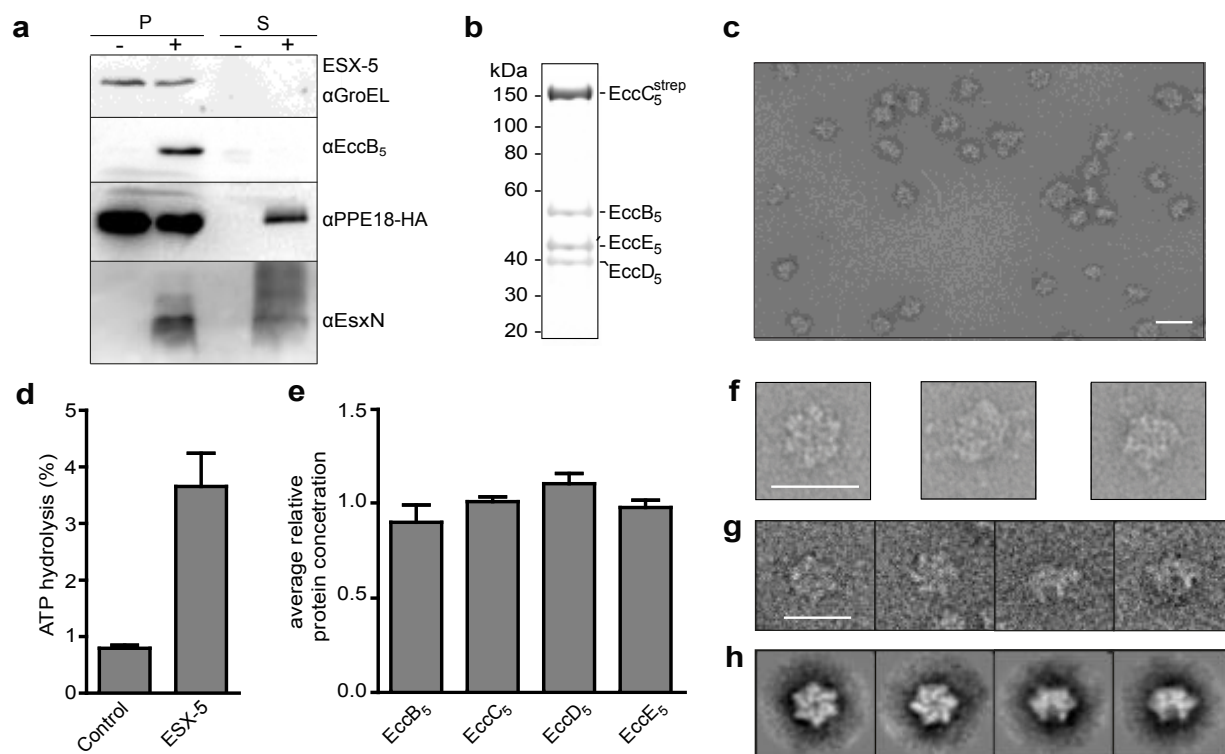 a
P S
- + - +
ESX-5
αGroEL
αEccB5
αPPE18-HA
αEsxN
b
kDa
150
100
80
60
40
30
20
EccC5strep
EccB5
EccE5
EccD5
c
d
ATP hydrolysis (%)
5
4
3
2
1
0
Control
ESX-5
e
average relative
protein concetration
1.5
1.0
0.5
0.0
EccB5
EccC5
EccD5
EccE5
f
g
h